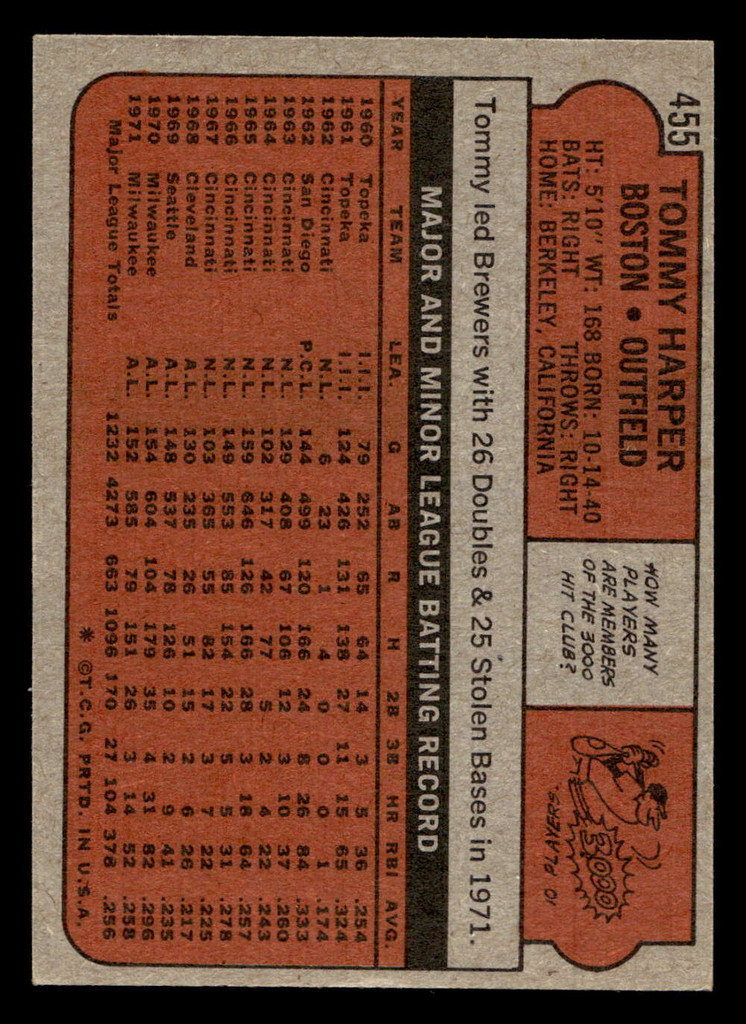 455
TOMMY HARPER
BOSTON • OUTFIELD
HT: 5'10" WT: 168 BORN: 10-14-40
BATS: RIGHT THROWS: RIGHT
HOME: BERKELEY, CALIFORNIA
HOW MANY
PLAYERS
ARE MEMBERS
OF THE 3000
HIT CLUB?
3000
10 PLAYERS.
Tommy led Brewers with 26 Doubles & 25 Stolen Bases in 1971.
MAJOR AND MINOR LEAGUE BATTING RECORD
YEAR TEAM LEA. G AB R H 2B 3B HR RBI AVG.
1960 Topeka I.I.I. 79 252 65 64 14 3 5 36 .254
1961 Topeka I.I.I. 124 426 131 138 27 11 15 65 .324
1962 Cincinnati N.L. 6 23 1 4 0 0 0 1 .174
1962 San Diego P.C.L. 144 499 120 166 24 8 26 84 .333
1963 Cincinnati N.L. 129 408 67 106 12 3 10 37 .260
1964 Cincinnati N.L. 102 317 42 77 5 2 4 22 .243
1965 Cincinnati N.L. 159 646 126 166 28 3 18 64 .257
1966 Cincinnati N.L. 149 553 85 154 22 5 5 31 .278
1967 Cincinnati N.L. 103 365 55 82 17 3 7 22 .225
1968 Cleveland A.L. 130 235 26 51 15 2 6 26 .217
1969 Seattle A.L. 148 537 78 126 10 2 9 41 .235
1970 Milwaukee A.L. 154 604 104 179 35 4 31 82 .296
1971 Milwaukee A.L. 152 585 79 151 26 3 14 52 .258
Major League Totals 1232 4273 663 1096 170 27 104 378 .256
* ©T.C.G. PRTD. IN U.S.A.